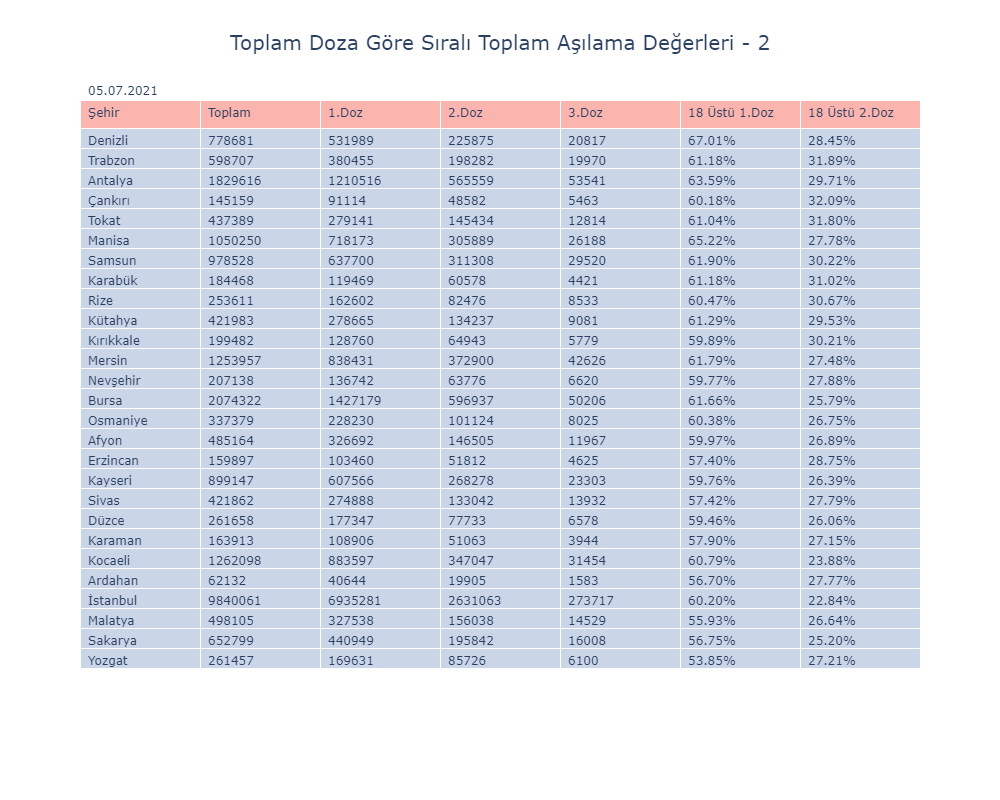 Toplam Doza Göre Sıralı Toplam Aşılama Değerleri - 2
05.07.2021
Şehir Toplam 1.Doz 2.Doz 3.Doz 18 Üstü 1.Doz 18 Üstü 2.Doz
Denizli 778681 531989 225875 20817 67.01% 28.45%
Trabzon 598707 380455 198282 19970 61.18% 31.89%
Antalya 1829616 1210516 565559 53541 63.59% 29.71%
Çankırı 145159 91114 48582 5463 60.18% 32.09%
Tokat 437389 279141 145434 12814 61.04% 31.80%
Manisa 1050250 718173 305889 26188 65.22% 27.78%
Samsun 978528 637700 311308 29520 61.90% 30.22%
Karabük 184468 119469 60578 4421 61.18% 31.02%
Rize 253611 162602 82476 8533 60.47% 30.67%
Kütahya 421983 278665 134237 9081 61.29% 29.53%
Kırıkkale 199482 128760 64943 5779 59.89% 30.21%
Mersin 1253957 838431 372900 42626 61.79% 27.48%
Nevşehir 207138 136742 63776 6620 59.77% 27.88%
Bursa 2074322 1427179 596937 50206 61.66% 25.79%
Osmaniye 337379 228230 101124 8025 60.38% 26.75%
Afyon 485164 326692 146505 11967 59.97% 26.89%
Erzincan 159897 103460 51812 4625 57.40% 28.75%
Kayseri 899147 607566 268278 23303 59.76% 26.39%
Sivas 421862 274888 133042 13932 57.42% 27.79%
Düzce 261658 177347 77733 6578 59.46% 26.06%
Karaman 163913 108906 51063 3944 57.90% 27.15%
Kocaeli 1262098 883597 347047 31454 60.79% 23.88%
Ardahan 62132 40644 19905 1583 56.70% 27.77%
İstanbul 9840061 6935281 2631063 273717 60.20% 22.84%
Malatya 498105 327538 156038 14529 55.93% 26.64%
Sakarya 652799 440949 195842 16008 56.75% 25.20%
Yozgat 261457 169631 85726 6100 53.85% 27.21%